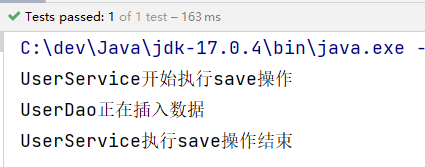 Tests passed: 1 of 1 test – 163 ms
C:\dev\Java\jdk-17.0.4\bin\java.exe -
UserService开始执行save操作
UserDao正在插入数据
UserService执行save操作结束